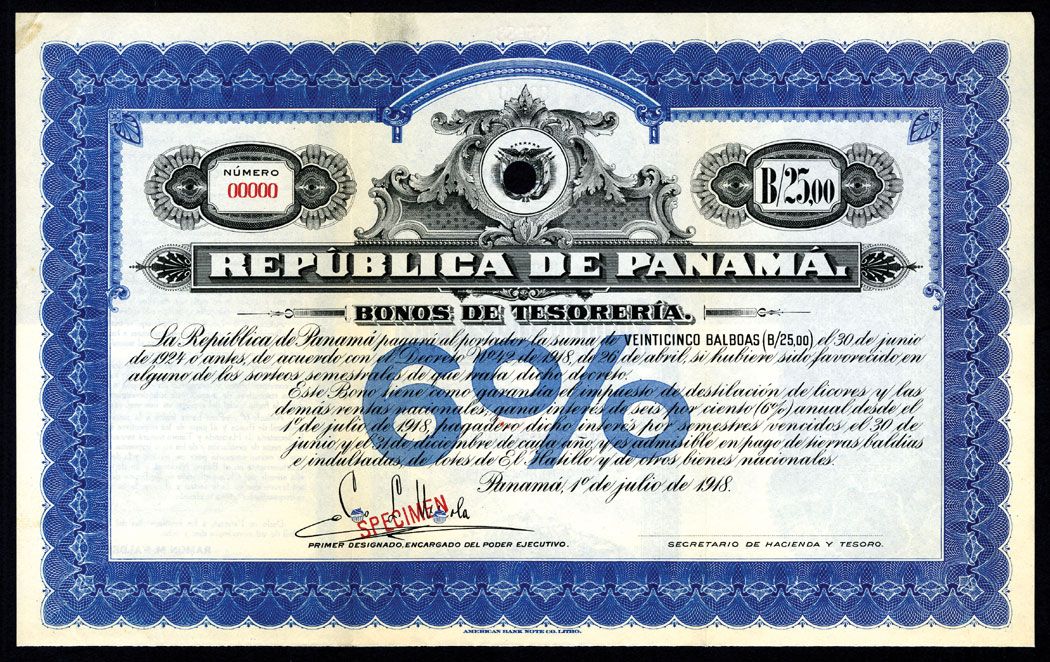 NÚMERO
00000
B/25,00
REPÚBLICA DE PANAMÁ.
BONOS DE TESORERÍA.
6%
La República de Panamá pagará al portador la suma de VEINTICINCO BALBOAS (B/25,00) el 30 de junio
de 1924 ó antes, de acuerdo con el Decreto Nº 42 de 1918, de 26 de abril, si hubiere sido favorecido en
alguno de los sorteos semestrales de que trata dicho decreto.
Este Bono tiene como garantía el impuesto de destilación de licores y las
demás rentas nacionales, gana interés de seis por ciento (6%) anual desde el
1º de julio de 1918, pagadero dicho interés por semestres vencidos el 30 de
junio y el 31 de diciembre de cada año y es admisible en pago de tierras baldías
e indultadas, de lotes de El Hatillo y de otros bienes nacionales.
Panamá, 1º de julio de 1918.
SPECIMEN
PRIMER DESIGNADO, ENCARGADO DEL PODER EJECUTIVO.
SECRETARIO DE HACIENDA Y TESORO.
AMERICAN BANK NOTE CO. LITHO.